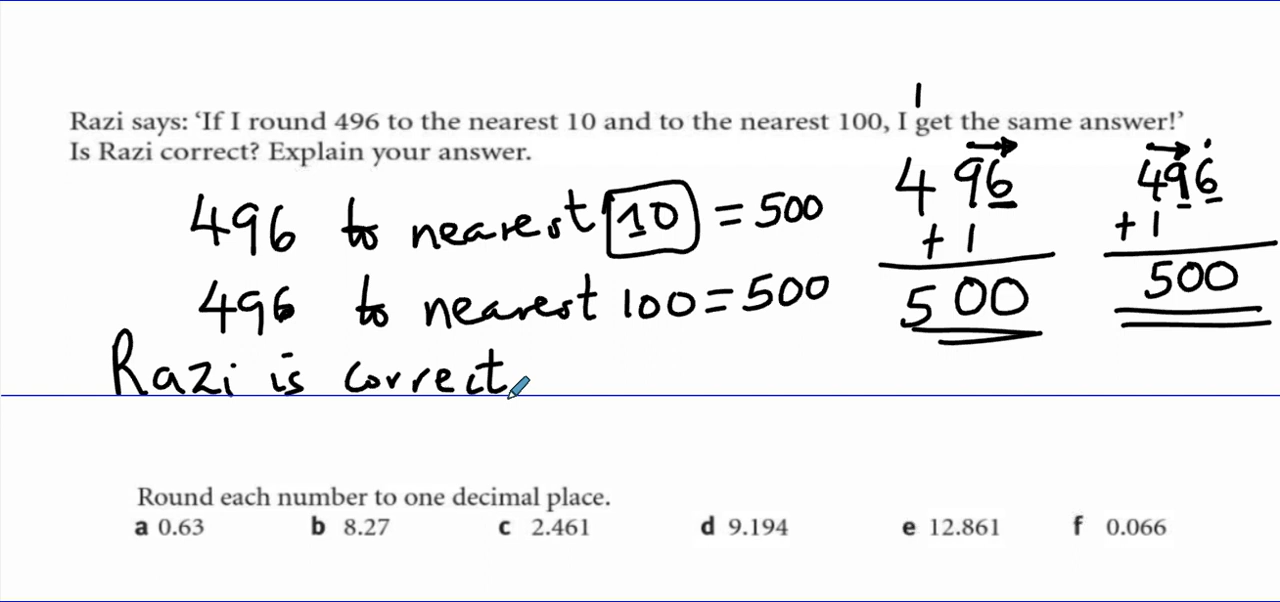 Razi says: ‘If I round 496 to the nearest 10 and to the nearest 100, I get the same answer!’
Is Razi correct? Explain your answer.
496 to nearest 10 = 500
496 to nearest 100 = 500
Razi is correct
1
496
+ 1
500
496
+ 1
500
Round each number to one decimal place.
a 0.63 b 8.27 c 2.461 d 9.194 e 12.861 f 0.066